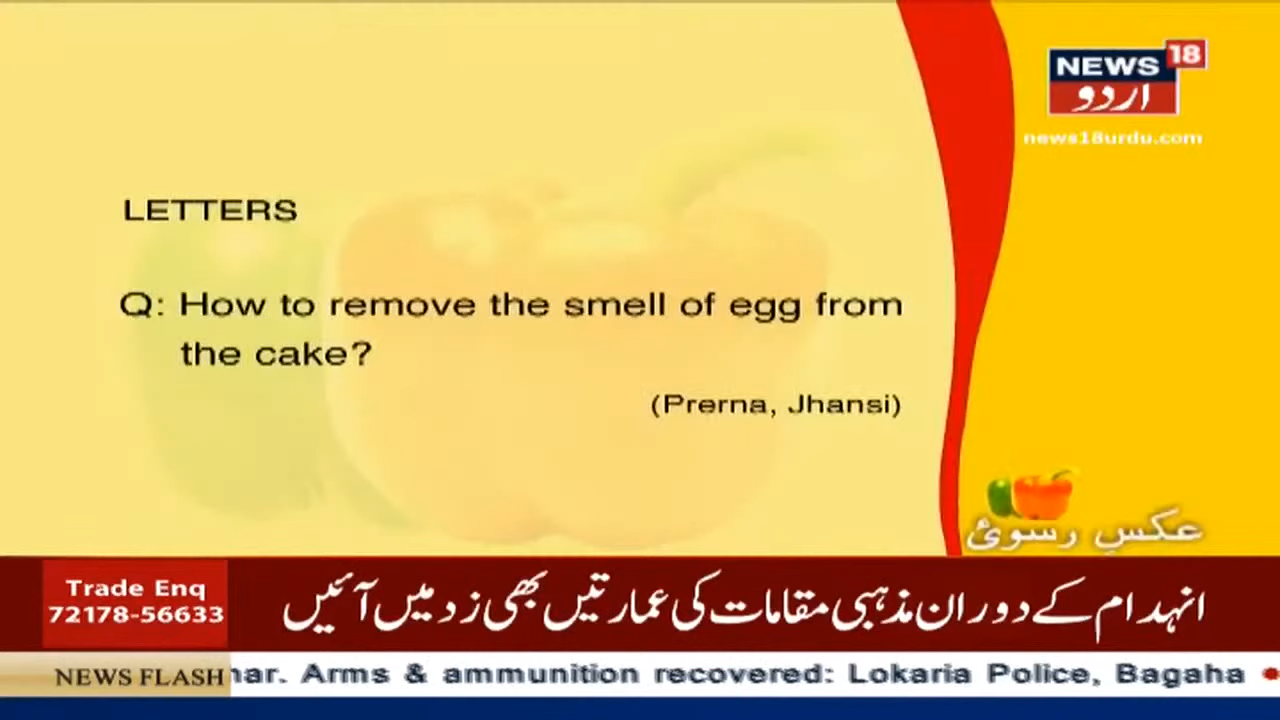 NEWS 18
اردو
news18urdu.com
LETTERS
Q: How to remove the smell of egg from
the cake?
(Prerna, Jhansi)
عکسِ رسوئ
Trade Enq
72178-56633
انہدام کے دوران مذہبی مقامات کی عمارتیں بھی زد میں آئیں
NEWS FLASH
har. Arms & ammunition recovered: Lokaria Police, Bagaha